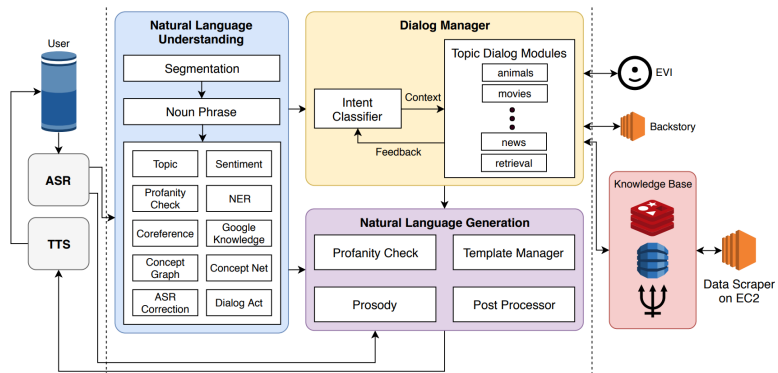 User
ASR
TTS
Natural Language
Understanding
Segmentation
Noun Phrase
Topic
Sentiment
Profanity
Check
NER
Coreference
Google
Knowledge
Concept
Graph
Concept Net
ASR
Correction
Dialog Act
Dialog Manager
Intent
Classifier
Context
Feedback
Topic Dialog Modules
animals
movies
news
retrieval
Natural Language Generation
Profanity Check
Template Manager
Prosody
Post Processor
EVI
Backstory
Knowledge Base
Data Scraper
on EC2